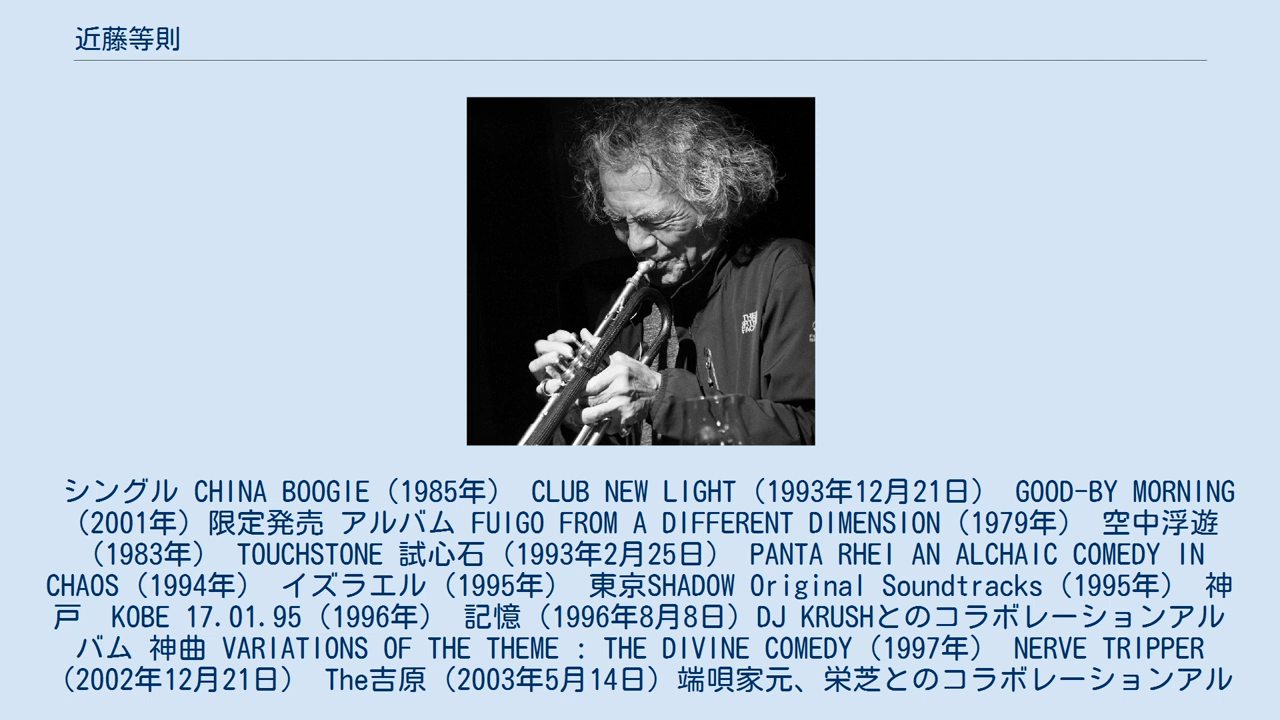 近藤等則
THE
NORTH
FACE
シングル CHINA BOOGIE（1985年） CLUB NEW LIGHT（1993年12月21日） GOOD-BY MORNING
（2001年）限定発売 アルバム FUIGO FROM A DIFFERENT DIMENSION（1979年） 空中浮遊
（1983年） TOUCHSTONE 試心石（1993年2月25日） PANTA RHEI AN ALCHAIC COMEDY IN
CHAOS（1994年） イズラエル（1995年） 東京SHADOW Original Soundtracks（1995年） 神
戸　KOBE 17.01.95（1996年） 記憶（1996年8月8日）DJ KRUSHとのコラボレーションアル
バム 神曲 VARIATIONS OF THE THEME : THE DIVINE COMEDY（1997年） NERVE TRIPPER
（2002年12月21日） The吉原（2003年5月14日）端唄家元、栄芝とのコラボレーションアル